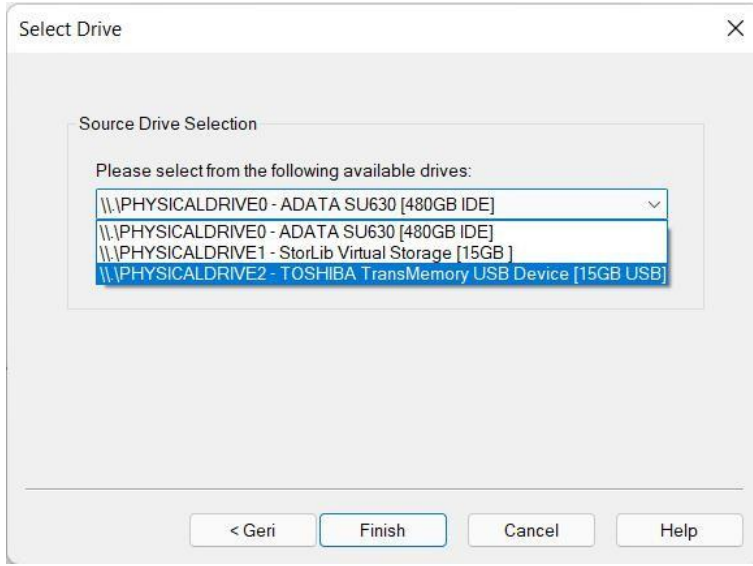 Select Drive
Source Drive Selection
Please select from the following available drives:
\\.\PHYSICALDRIVE0 - ADATA SU630 [480GB IDE]
\\.\PHYSICALDRIVE0 - ADATA SU630 [480GB IDE]
\\.\PHYSICALDRIVE1 - StorLib Virtual Storage [15GB ]
\\.\PHYSICALDRIVE2 - TOSHIBA TransMemory USB Device [15GB USB]
< Geri Finish Cancel Help